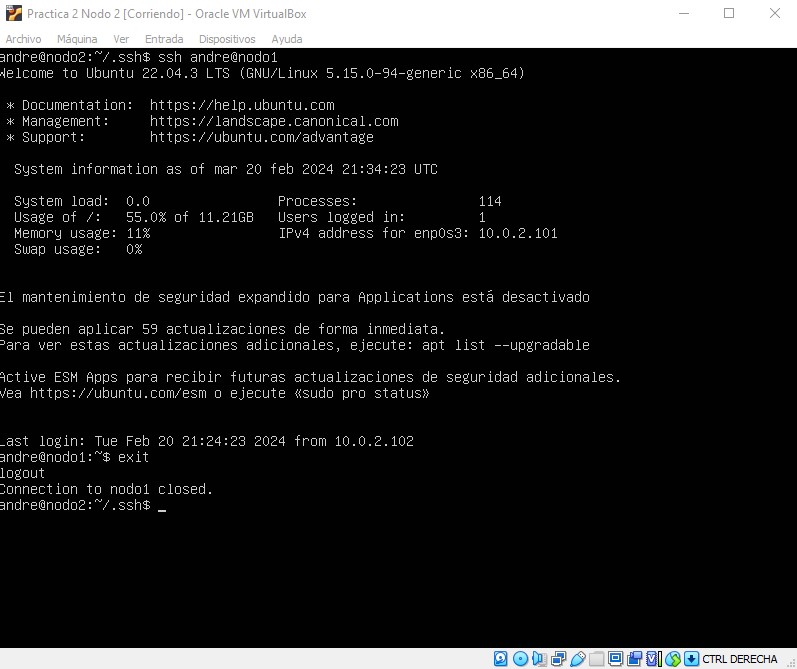 Practica 2 Nodo 2 [Corriendo] - Oracle VM VirtualBox
Archivo Máquina Ver Entrada Dispositivos Ayuda
andre@nodo2:~/.ssh$ ssh andre@nodo1
Welcome to Ubuntu 22.04.3 LTS (GNU/Linux 5.15.0-94-generic x86_64)
* Documentation: https://help.ubuntu.com
* Management: https://landscape.canonical.com
* Support: https://ubuntu.com/advantage
System information as of mar 20 feb 2024 21:34:23 UTC
System load: 0.0 Processes: 114
Usage of /: 55.0% of 11.21GB Users logged in: 1
Memory usage: 11% IPv4 address for enp0s3: 10.0.2.101
Swap usage: 0%
El mantenimiento de seguridad expandido para Applications está desactivado
Se pueden aplicar 59 actualizaciones de forma inmediata.
Para ver estas actualizaciones adicionales, ejecute: apt list --upgradable
Active ESM Apps para recibir futuras actualizaciones de seguridad adicionales.
Vea https://ubuntu.com/esm o ejecute «sudo pro status»
Last login: Tue Feb 20 21:24:23 2024 from 10.0.2.102
andre@nodo1:~$ exit
logout
Connection to nodo1 closed.
andre@nodo2:~/.ssh$ _
CTRL DERECHA